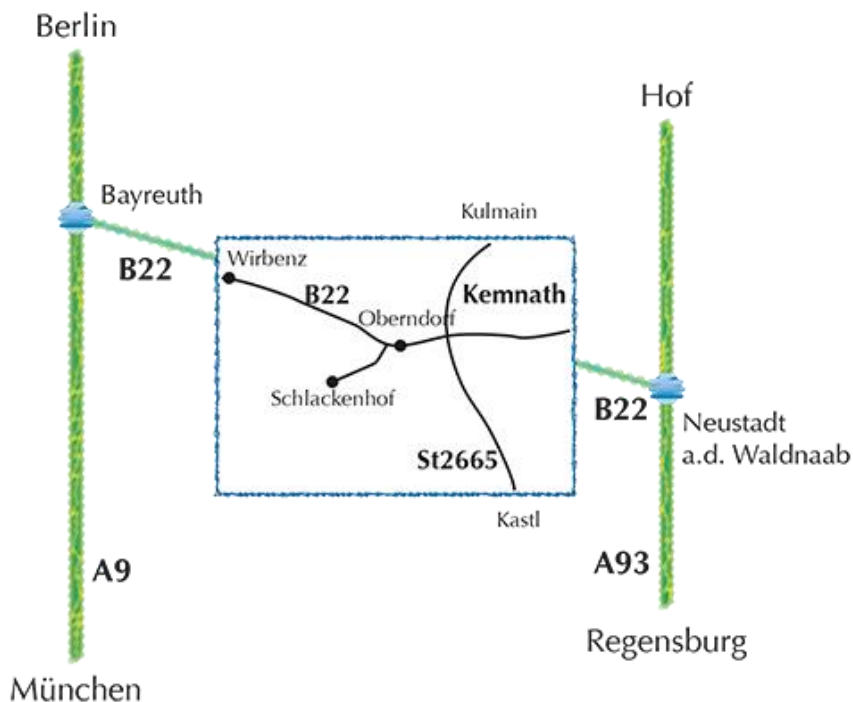 Berlin
Hof
Bayreuth
Kulmain
B22
Wirbenz
B22
Kemnath
Oberndorf
Schlackenhof
B22
Neustadt
a.d. Waldnaab
St2665
Kastl
A9
A93
Regensburg
München